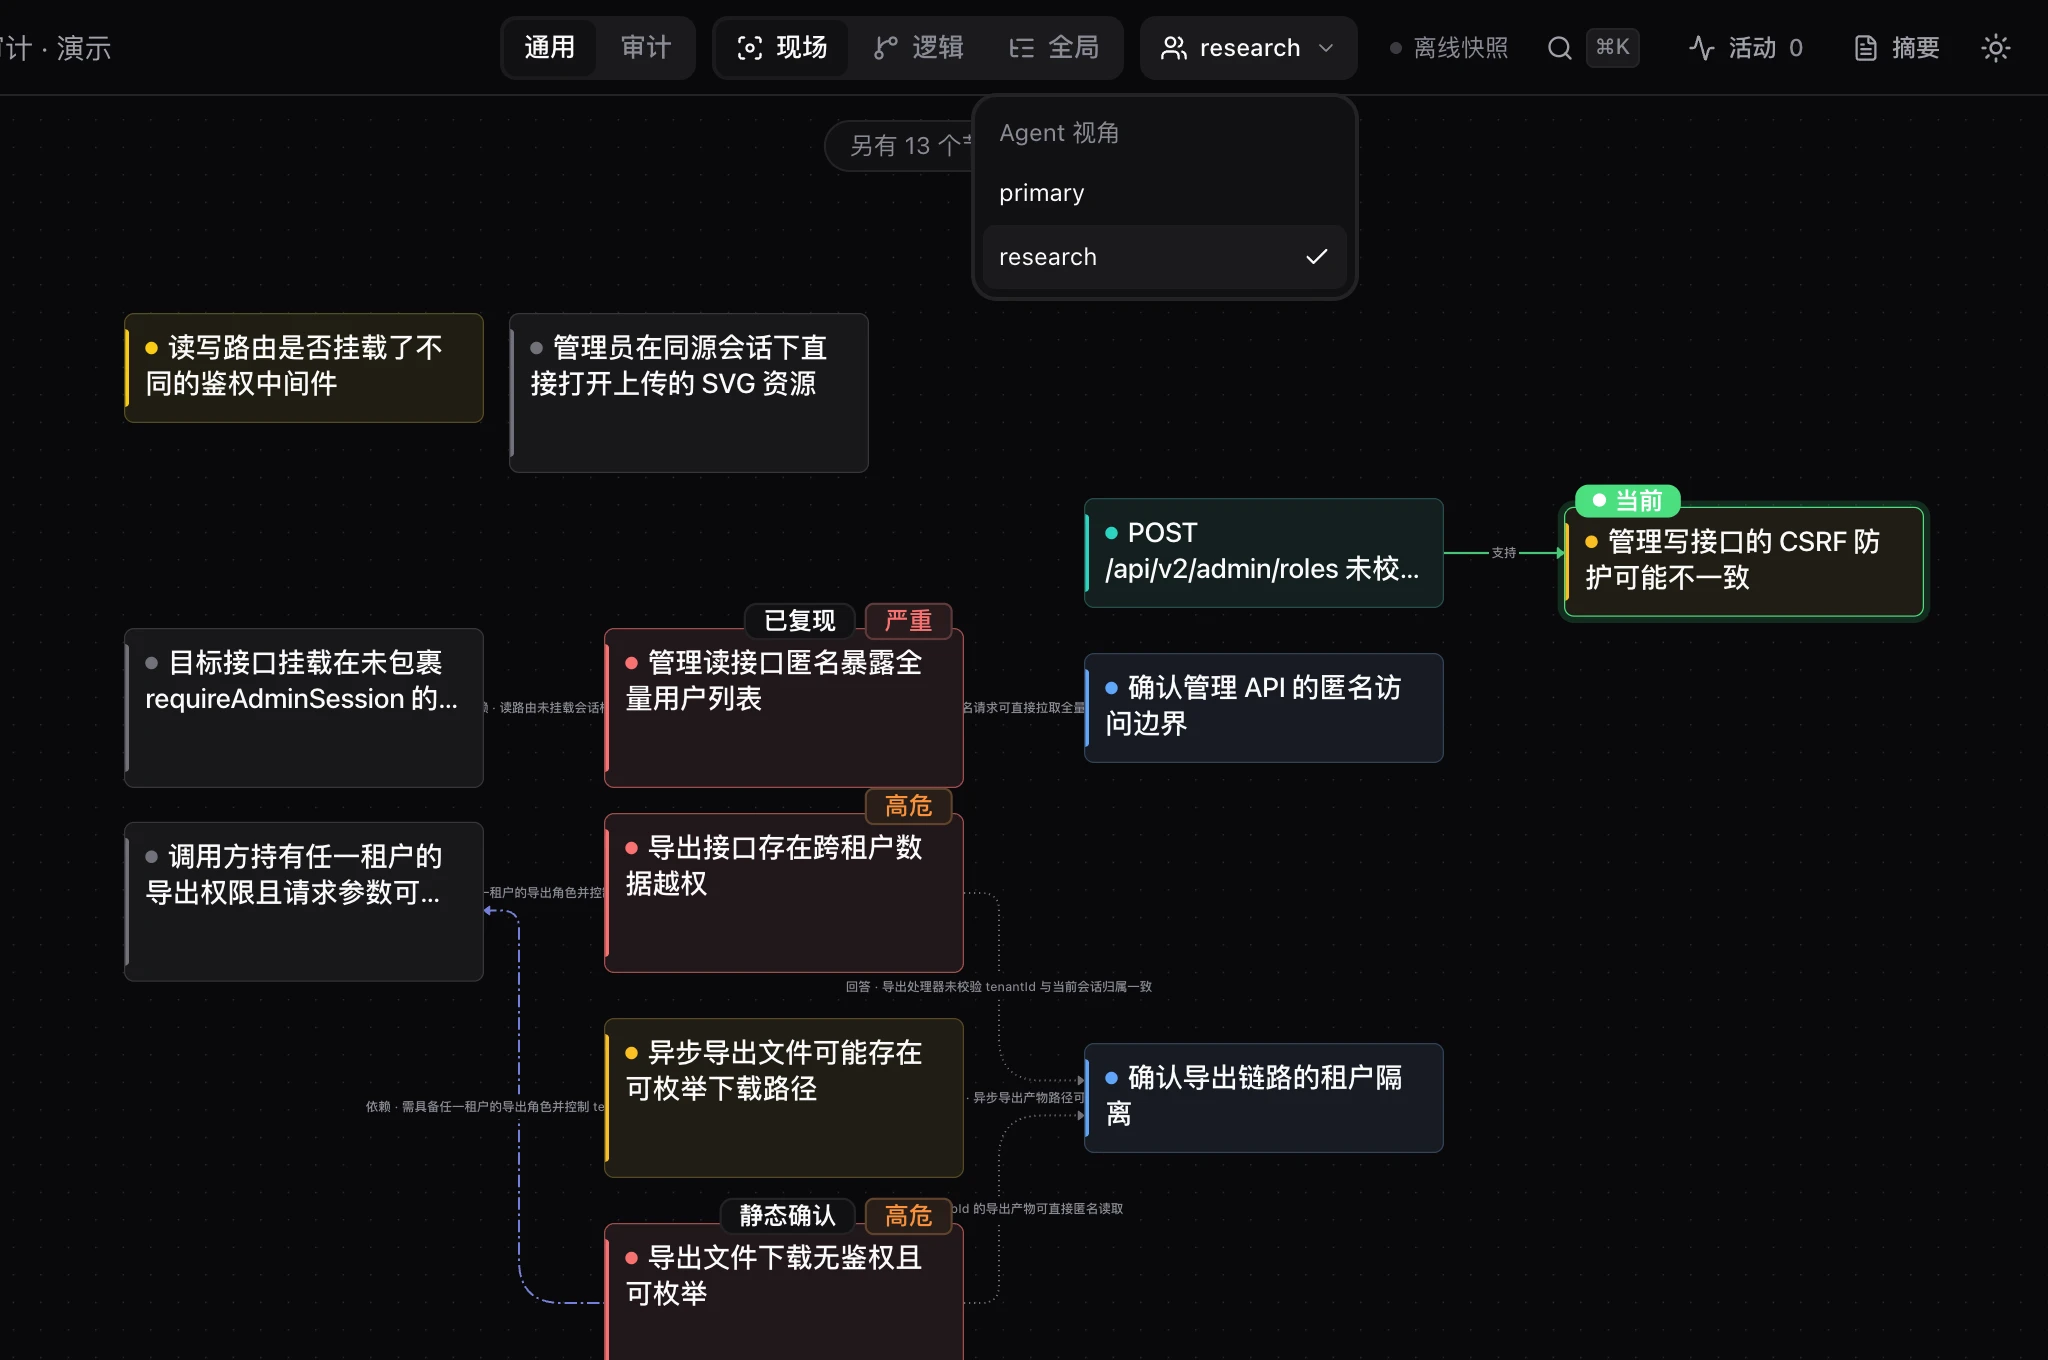 计 · 演示
通用
审计
现场
逻辑
全局
research
离线快照
⌘K
活动 0
摘要
另有 13 个
Agent 视角
primary
research
读写路由是否挂载了不
同的鉴权中间件
管理员在同源会话下直
接打开上传的 SVG 资源
POST
/api/v2/admin/roles 未校...
支持
当前
管理写接口的 CSRF 防
护可能不一致
目标接口挂载在未包裹
requireAdminSession 的...
· 读路由未挂载会话
已复现
严重
管理读接口匿名暴露全
量用户列表
名请求可直接拉取全量
确认管理 API 的匿名访
问边界
调用方持有任一租户的
导出权限且请求参数可...
一租户的导出角色并控
高危
导出接口存在跨租户数
据越权
回答 · 导出处理器未校验 tenantId 与当前会话归属一致
依赖 · 需具备任一租户的导出角色并控制 te
异步导出文件可能存在
可枚举下载路径
· 异步导出产物路径可
确认导出链路的租户隔
离
静态确认
高危
bId 的导出产物可直接匿名读取
导出文件下载无鉴权且
可枚举